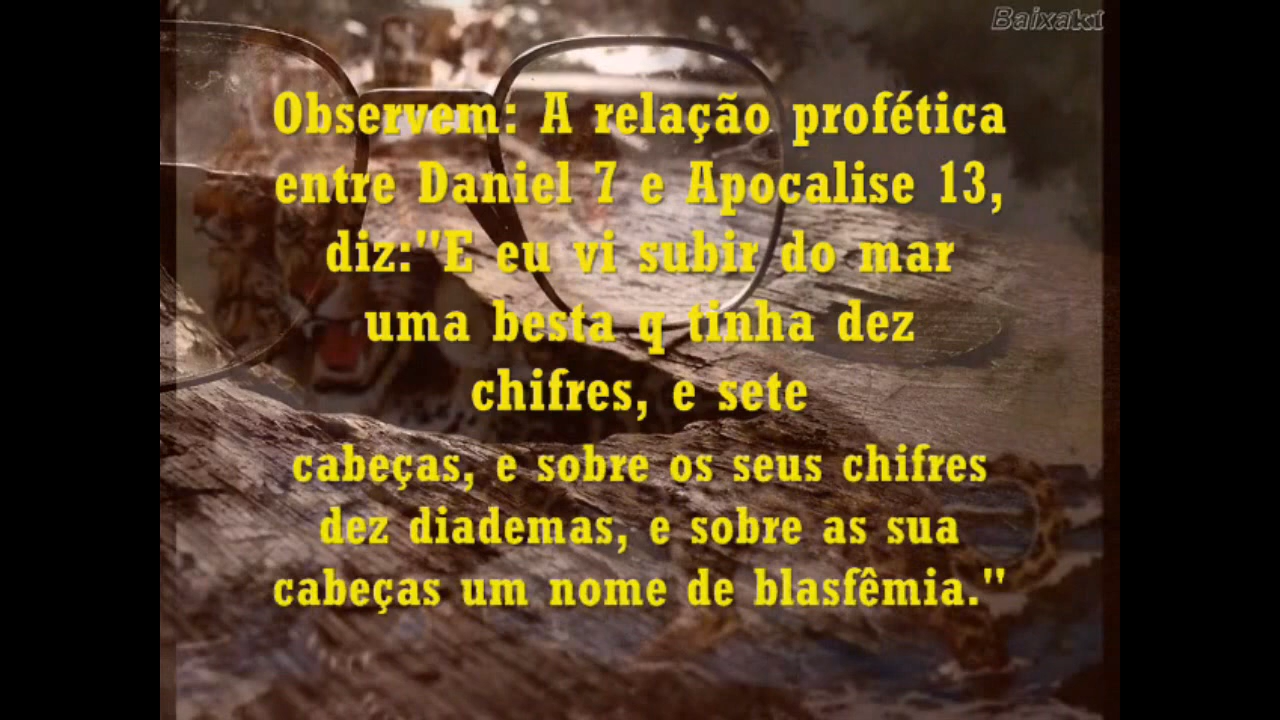 Baixaki
Observem: A relação profética
entre Daniel 7 e Apocalise 13,
diz:"E eu vi subir do mar
uma besta q tinha dez
chifres, e sete
cabeças, e sobre os seus chifres
dez diademas, e sobre as sua
cabeças um nome de blasfêmia."